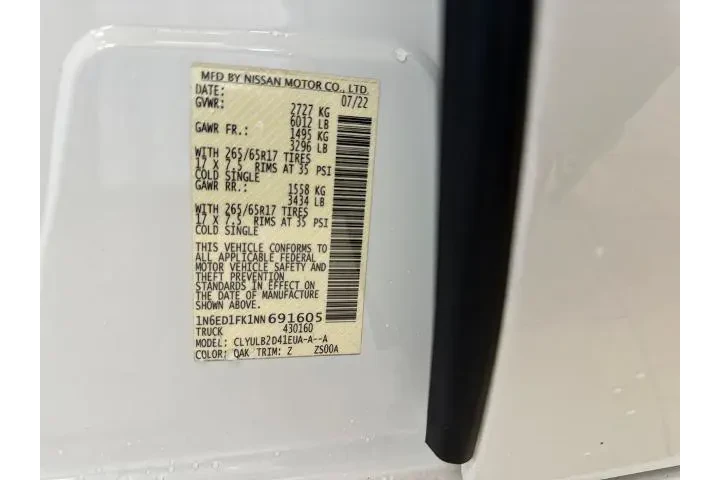 MFD BY NISSAN MOTOR CO., LTD.
DATE: 07/22
GVWR: 2727 KG
6012 LB
GAWR FR.: 1495 KG
3296 LB
WITH 265/65R17 TIRES
17 X 7.5 RIMS AT 35 PSI
COLD SINGLE
GAWR RR.: 1558 KG
3434 LB
WITH 265/65R17 TIRES
17 X 7.5 RIMS AT 35 PSI
COLD SINGLE
THIS VEHICLE CONFORMS TO
ALL APPLICABLE FEDERAL
MOTOR VEHICLE SAFETY AND
THEFT PREVENTION
STANDARDS IN EFFECT ON
THE DATE OF MANUFACTURE
SHOWN ABOVE.
1N6ED1FK1NN691605
TRUCK 430160
MODEL: CLYULB2D41EUA-A--A
COLOR: QAK TRIM: Z ZS00A